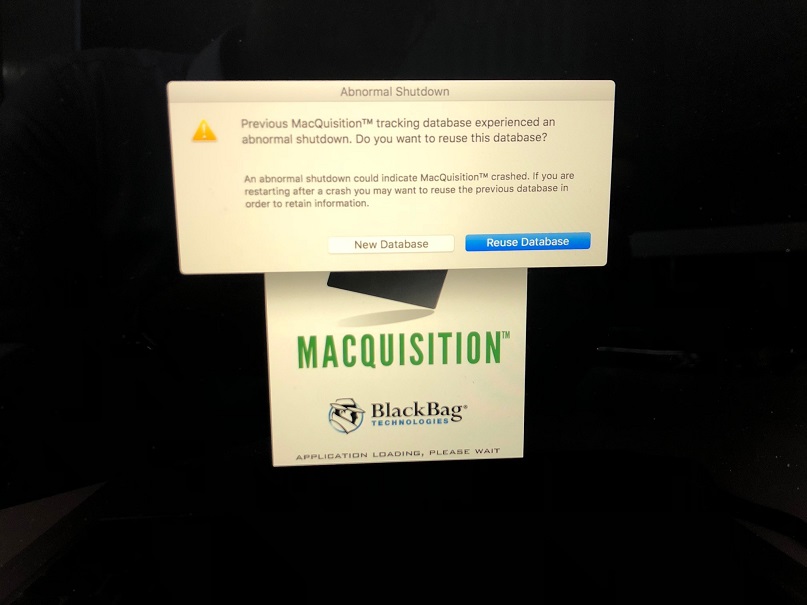 Abnormal Shutdown
Previous MacQuisition™ tracking database experienced an
abnormal shutdown. Do you want to reuse this database?
An abnormal shutdown could indicate MacQuisition™ crashed. If you are
restarting after a crash you may want to reuse the previous database in
order to retain information.
New Database
Reuse Database
MACQUISITION™
BlackBag®
TECHNOLOGIES
APPLICATION LOADING, PLEASE WAIT